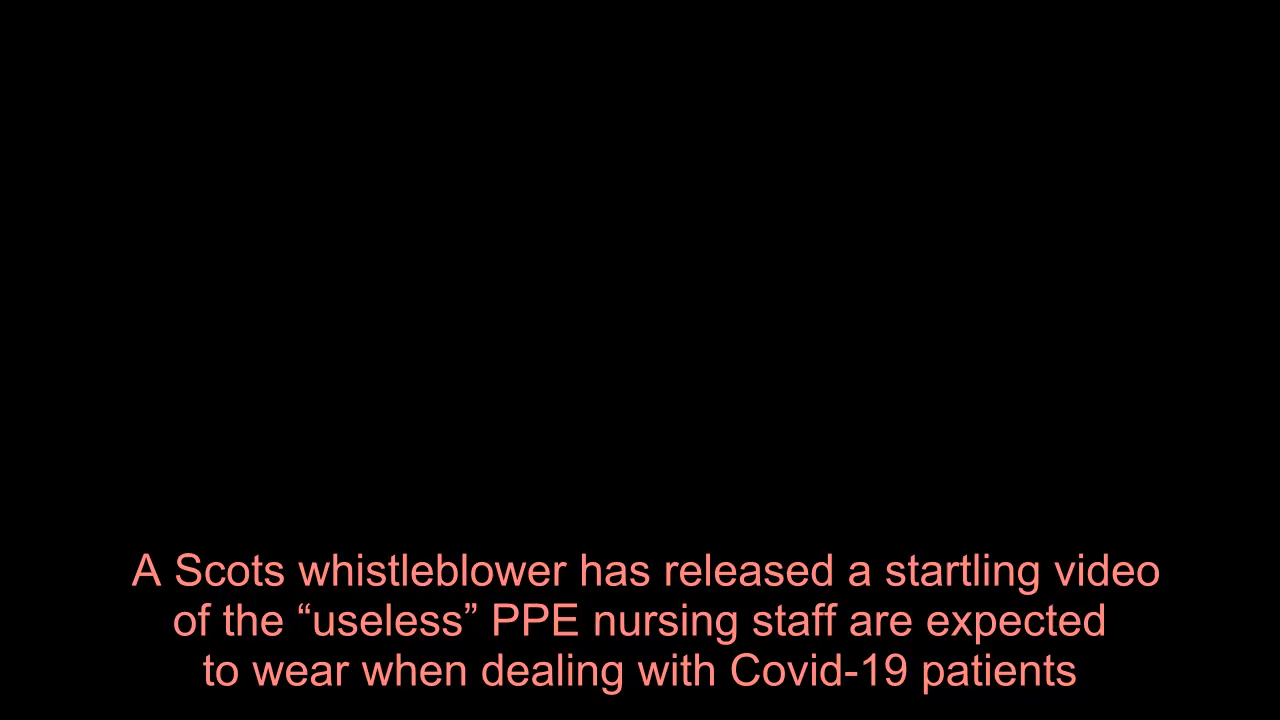 A Scots whistleblower has released a startling video
of the “useless” PPE nursing staff are expected
to wear when dealing with Covid-19 patients